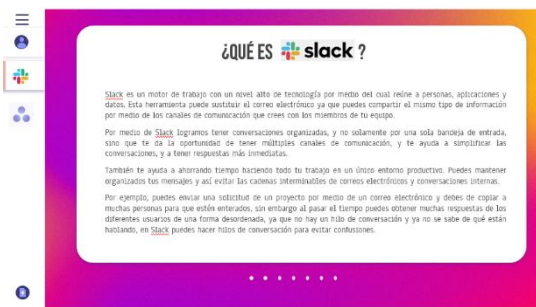 ¿QUÉ ES slack ?
Slack es un motor de trabajo con un nivel alto de tecnología por medio del cual reúne a personas, aplicaciones y
datos. Esta herramienta puede sustituir el correo electrónico ya que puedes compartir el mismo tipo de información
por medio de los canales de comunicación que crees con los miembros de tu equipo.
Por medio de Slack logramos tener conversaciones organizadas, y no solamente por una sola bandeja de entrada,
sino que te da la oportunidad de tener múltiples canales de comunicación, y te ayuda a simplificar las
conversaciones, y a tener respuestas más inmediatas.
También te ayuda a ahorrando tiempo haciendo todo tu trabajo en un único entorno productivo. Puedes mantener
organizados tus mensajes y así evitar las cadenas interminables de correos electrónicos y conversaciones internas.
Por ejemplo, puedes enviar una solicitud de un proyecto por medio de un correo electrónico y debes de copiar a
muchas personas para que estén enterados, sin embargo al pasar el tiempo puedes obtener muchas respuestas de los
diferentes usuarios de una forma desordenada, ya que no hay un hilo de conversación y ya no se sabe de qué están
hablando, en Slack puedes hacer hilos de conversación para evitar confusiones.